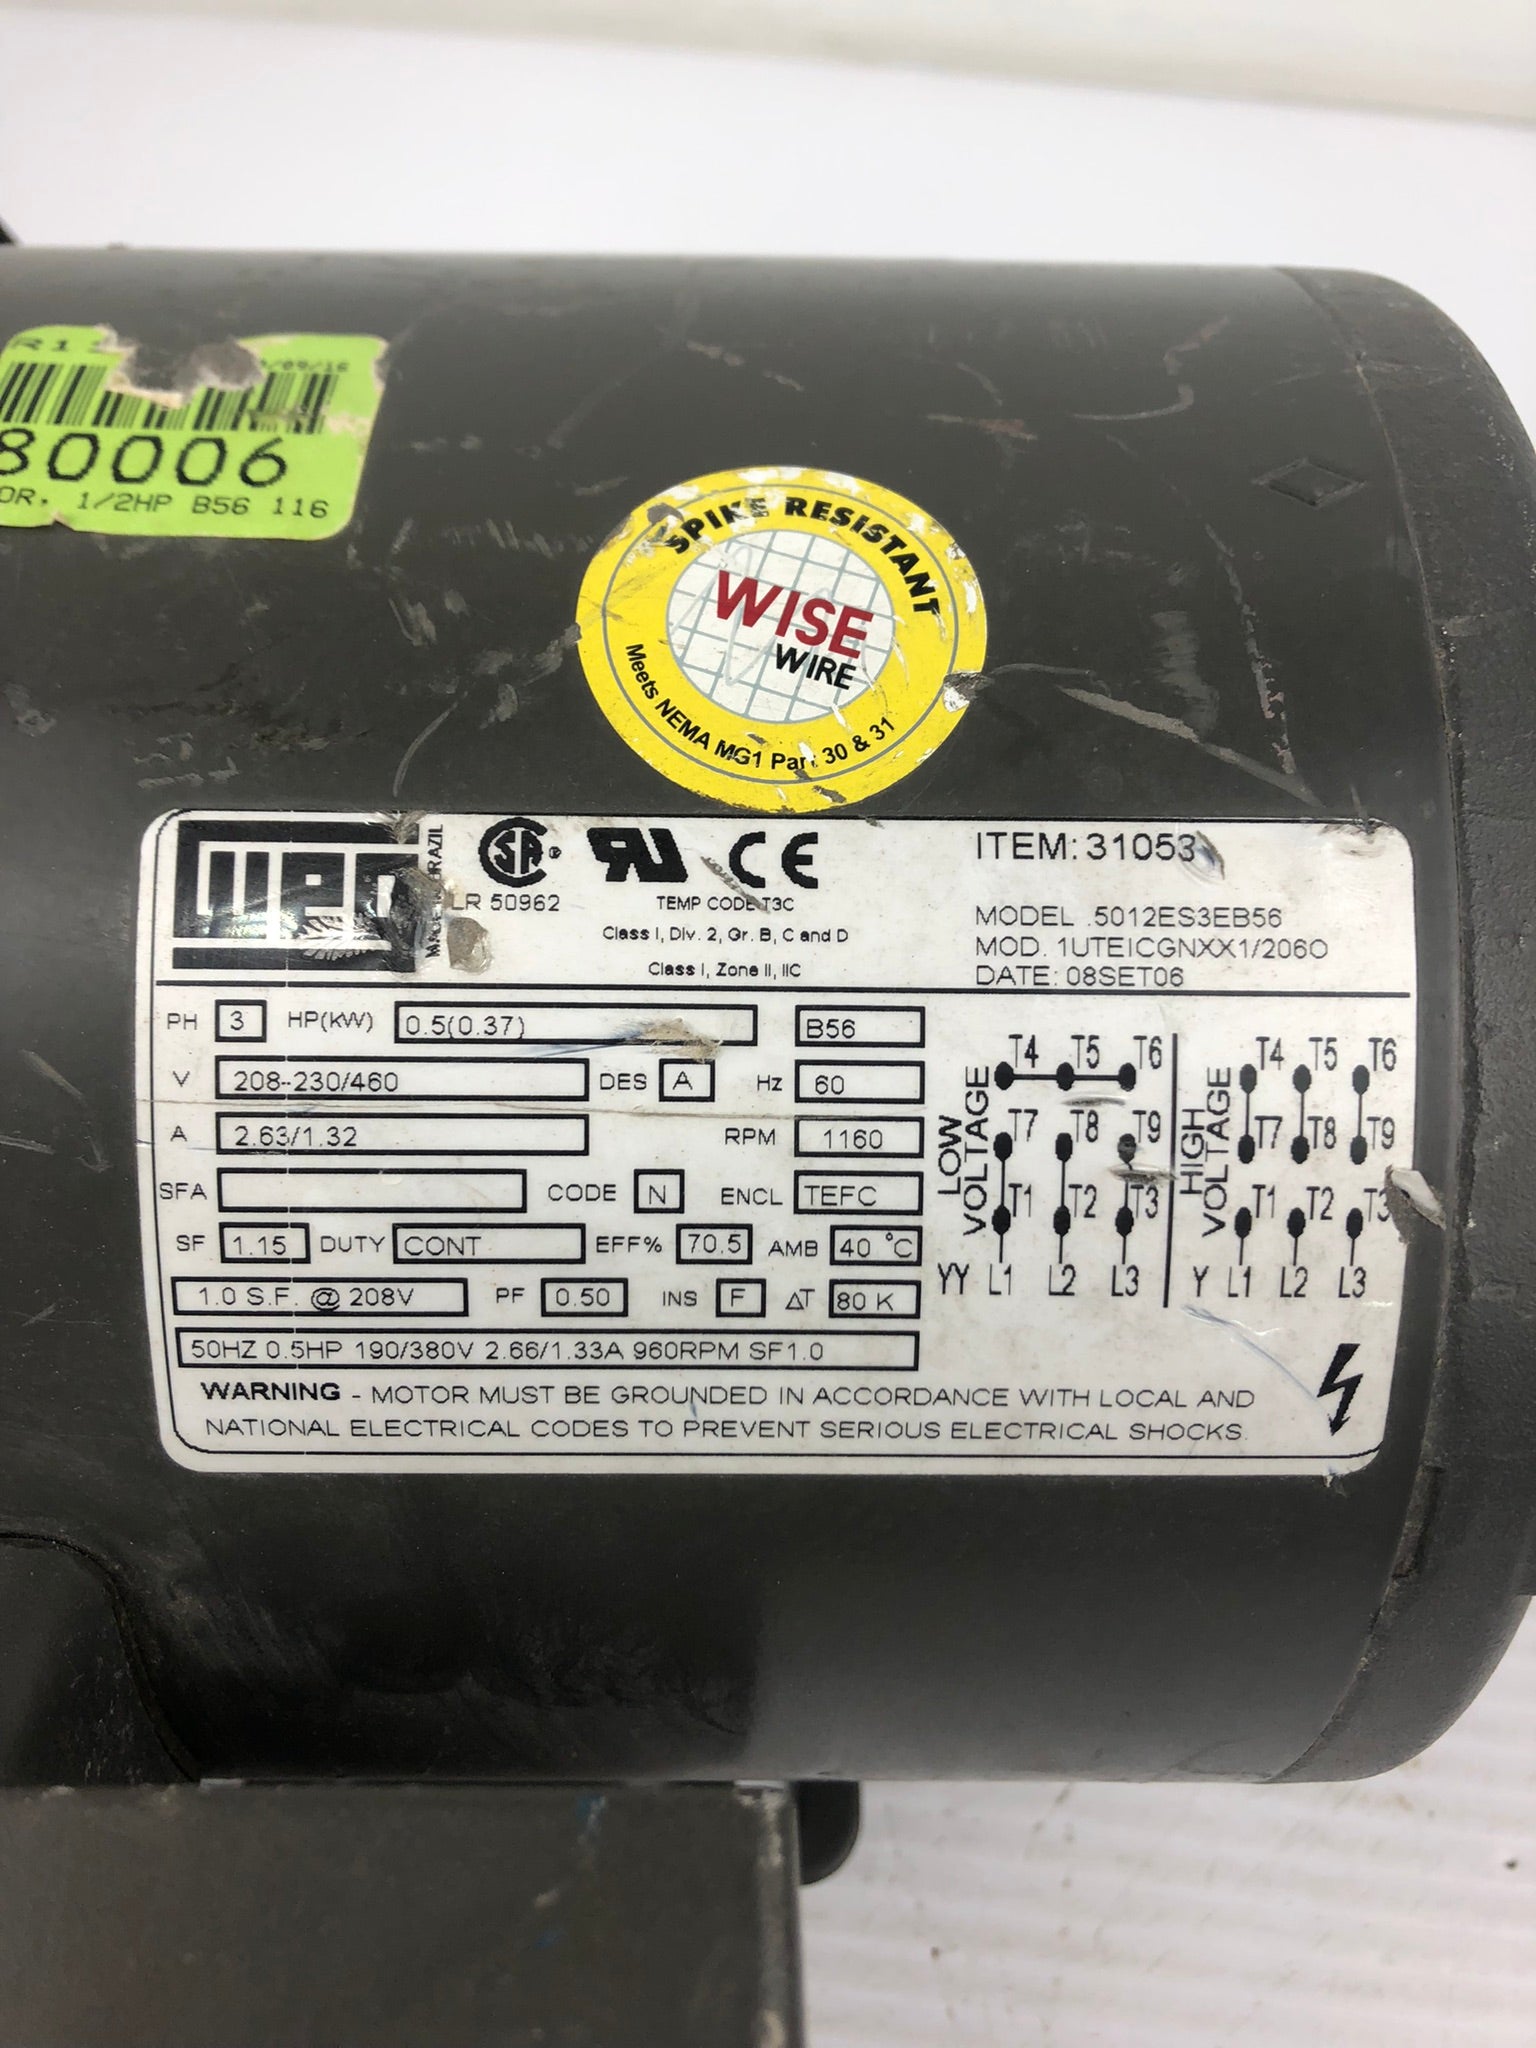 80006
OR, 1/2HP B56 116
SPIKE RESISTANT
WISE
WIRE
Meets NEMA MG1 Part 30 & 31
WEG
LR 50962
TEMP CODE T3C
Class I, Div. 2, Gr. B, C and D
Class I, Zone II, IIC
ITEM: 31053
MODEL .5012ES3EB56
MOD. 1UTEICGNXX1/206O
DATE: 08SET06
PH 3 HP(KW) 0.5(0.37) B56
V 208-230/460 DES A Hz 60
A 2.63/1.32 RPM 1160
SFA CODE N ENCL TEFC
SF 1.15 DUTY CONT EFF% 70.5 AMB 40 °C
1.0 S.F. @ 208V PF 0.50 INS F ΔT 80 K
50HZ 0.5HP 190/380V 2.66/1.33A 960RPM SF1.0
LOW VOLTAGE
T4 T5 T6
T7 T8 T9
T1 T2 T3
YY L1 L2 L3
HIGH VOLTAGE
T4 T5 T6
T7 T8 T9
T1 T2 T3
Y L1 L2 L3
WARNING - MOTOR MUST BE GROUNDED IN ACCORDANCE WITH LOCAL AND
NATIONAL ELECTRICAL CODES TO PREVENT SERIOUS ELECTRICAL SHOCKS.